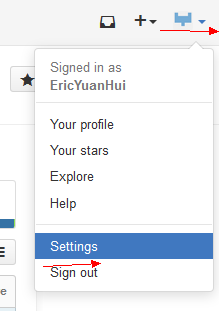 Signed in as
EricYuanHui
Your profile
Your stars
Explore
Help
Settings
Sign out